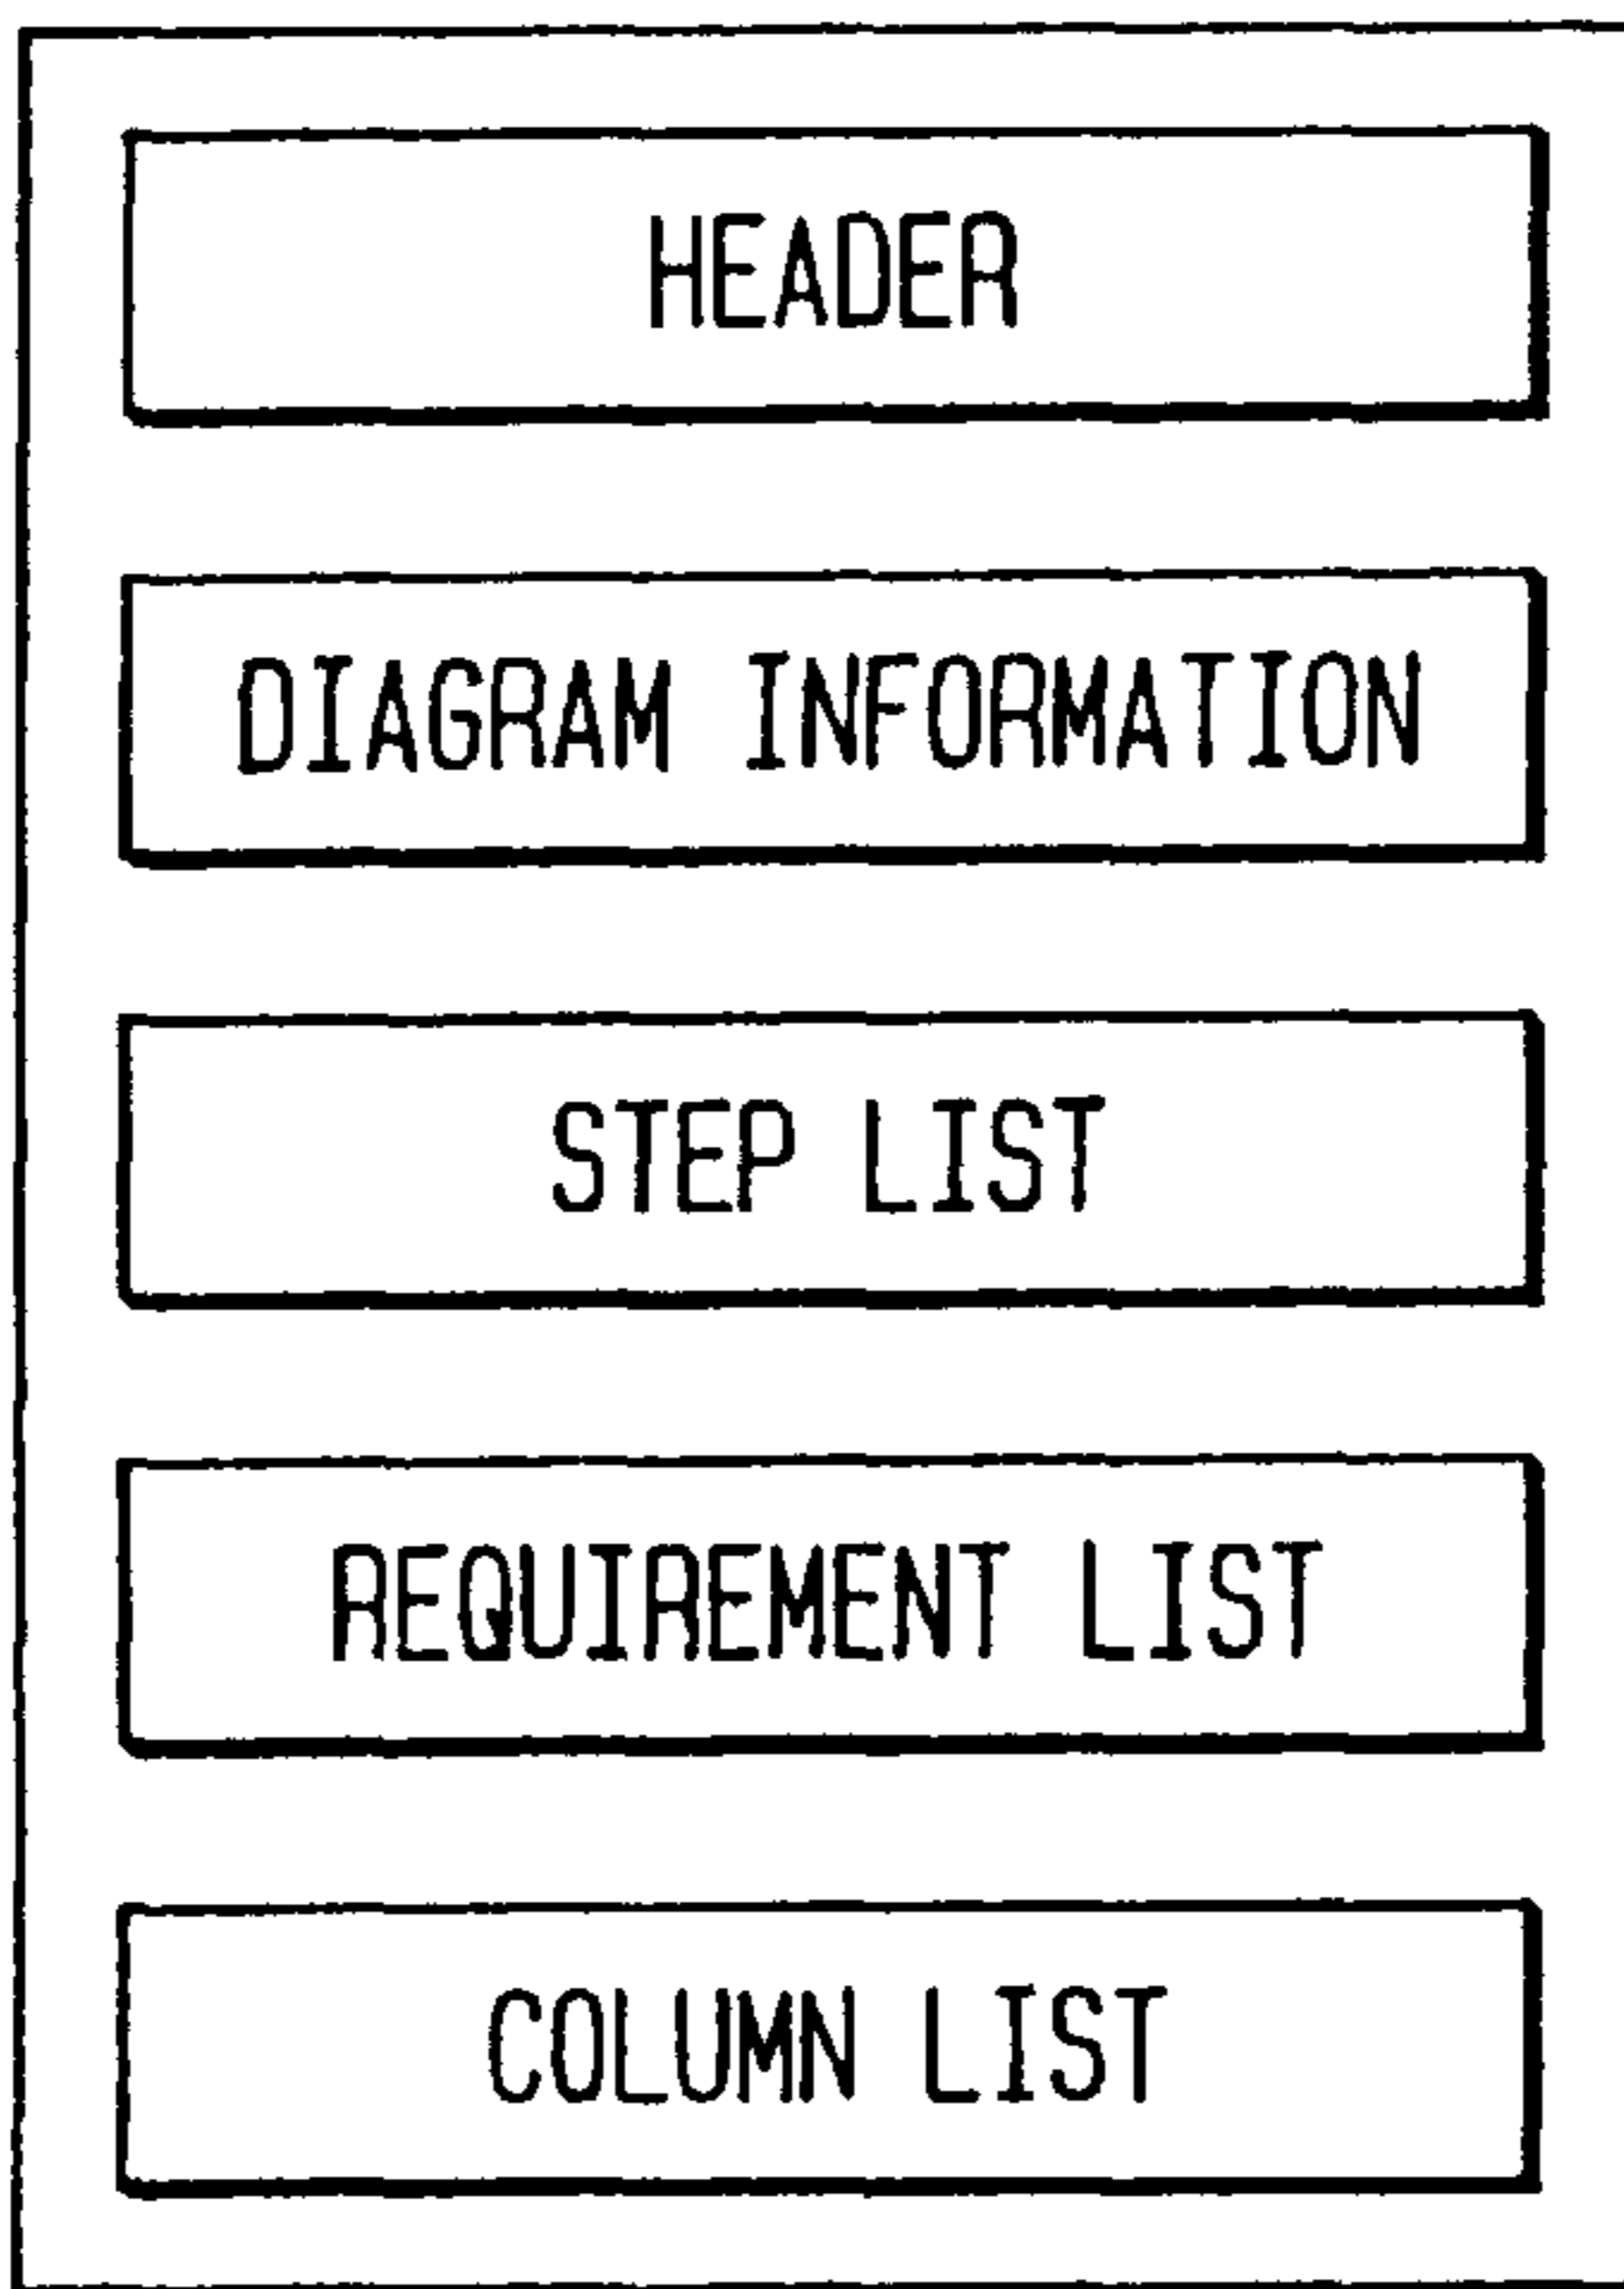 HEADER
DIAGRAM INFORMATION
STEP LIST
REQUIREMENT LIST
COLUMN LIST